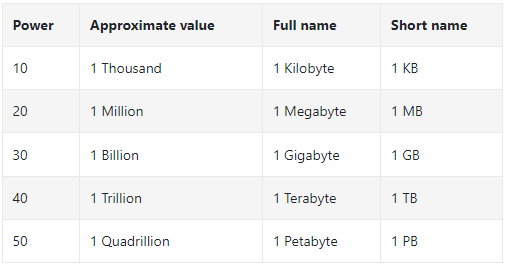 Power Approximate value Full name Short name
10 1 Thousand 1 Kilobyte 1 KB
20 1 Million 1 Megabyte 1 MB
30 1 Billion 1 Gigabyte 1 GB
40 1 Trillion 1 Terabyte 1 TB
50 1 Quadrillion 1 Petabyte 1 PB